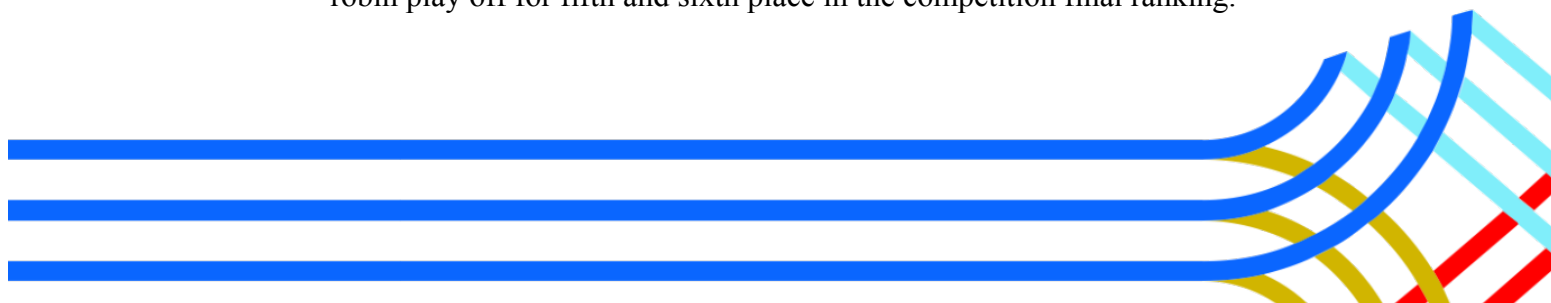 robin play off for fifth and sixth place in the competition final ranking.